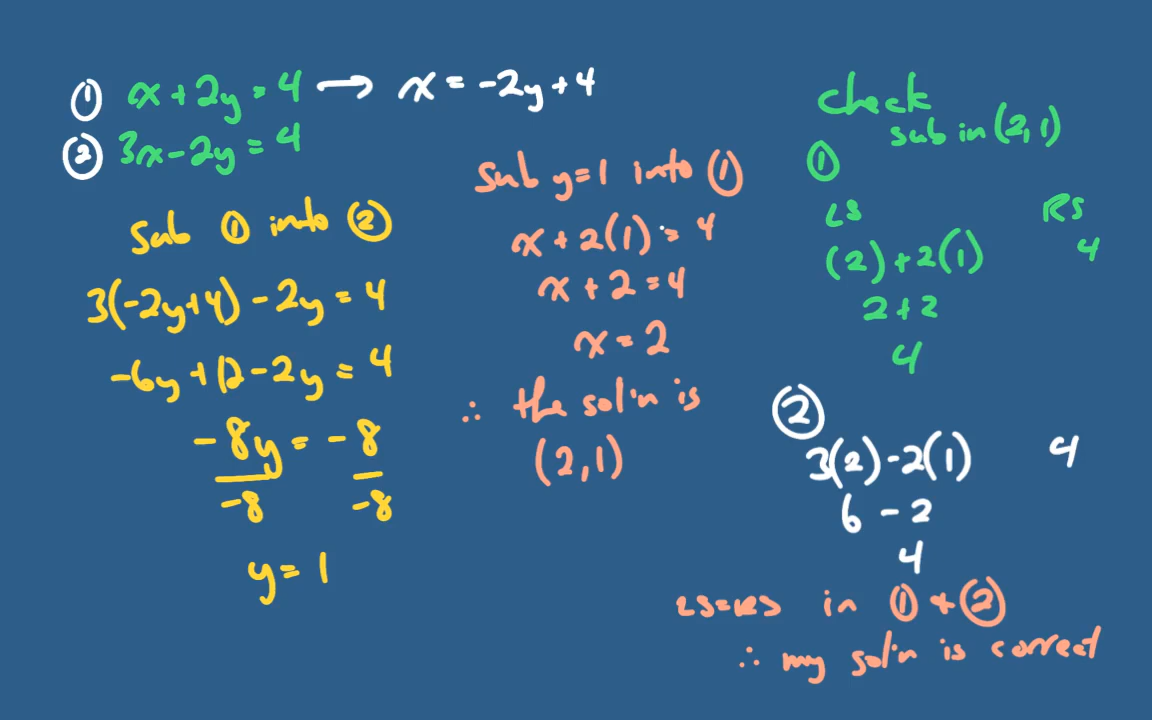 ① x + 2y = 4 → x = -2y + 4
② 3x - 2y = 4
Sub ① into ②
3(-2y+4) - 2y = 4
-6y + 12 - 2y = 4
-8y = -8
-8 -8
y = 1
Sub y=1 into ①
x + 2(1) = 4
x + 2 = 4
x = 2
∴ the sol'n is
(2,1)
check
sub in (2,1)
①
LS RS
(2) + 2(1) 4
2 + 2
4
②
3(2) - 2(1) 4
6 - 2
4
LS=RS in ① + ②
∴ my sol'n is correct